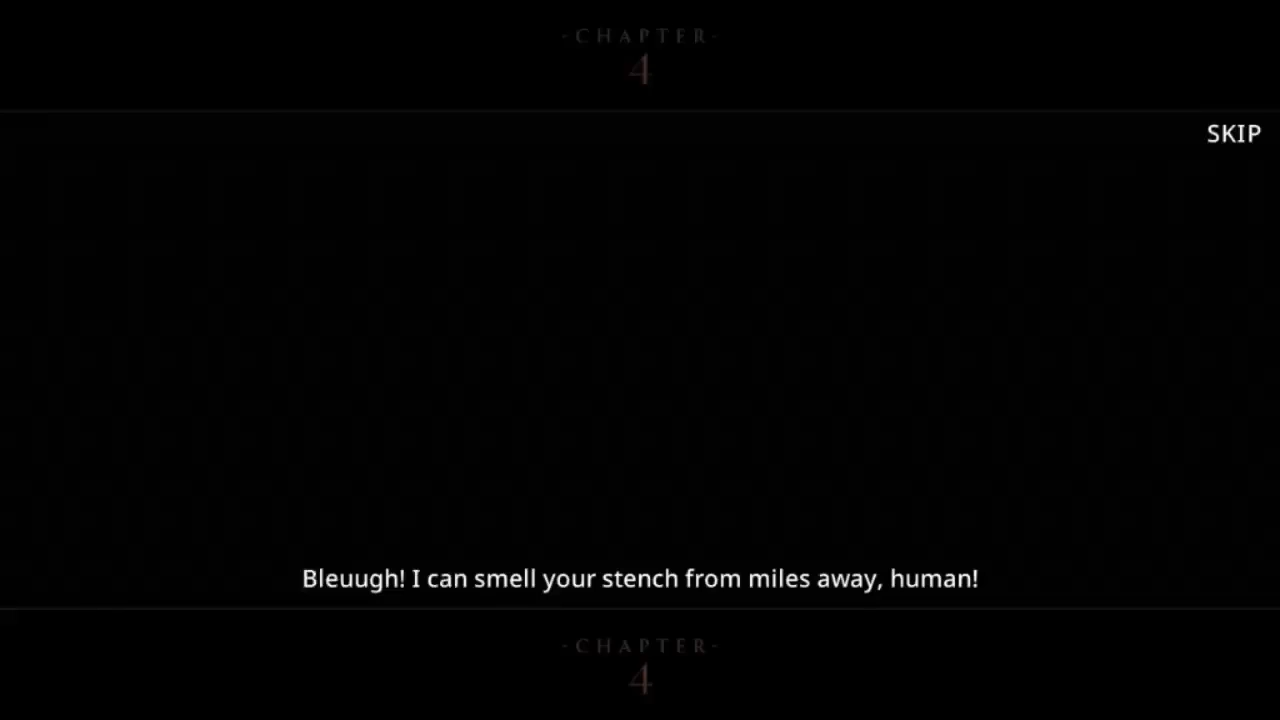 -CHAPTER-
4
SKIP
Bleuugh! I can smell your stench from miles away, human!
-CHAPTER-
4